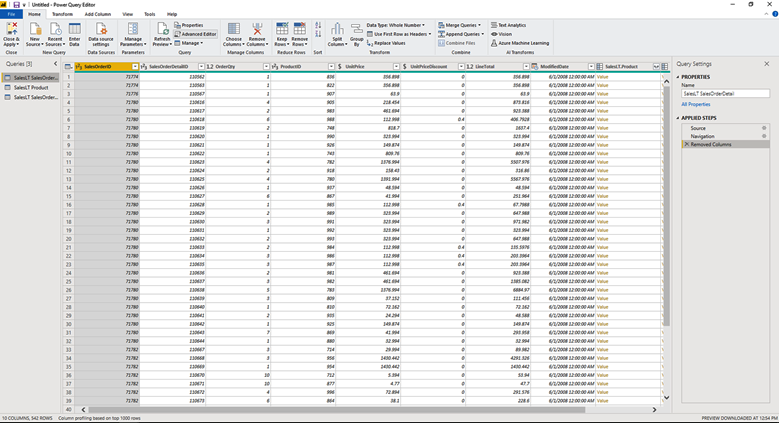 Untitled - Power Query Editor
File Home Transform Add Column View Tools Help
Close & Apply
New Source
Recent Sources
Enter Data
Data source settings
Manage Parameters
Refresh Preview
Properties
Advanced Editor
Manage
Choose Columns
Remove Columns
Keep Rows
Remove Rows
Split Column
Group By
Data Type: Whole Number
Use First Row as Headers
Replace Values
Merge Queries
Append Queries
Combine Files
Text Analytics
Vision
Azure Machine Learning
Close New Query Data Sources Parameters Query Manage Columns Reduce Rows Sort Transform Combine AI Transforms
Queries [3]
SalesLT SalesOrder...
SalesLT Product
SalesLT SalesOrder...
SalesOrderID SalesOrderDetailID OrderQty ProductID UnitPrice UnitPriceDiscount LineTotal ModifiedDate SalesLT.Product
1 71774 110562 1 836 356.898 0 356.898 6/1/2008 12:00:00 AM Value
2 71774 110563 1 822 356.898 0 356.898 6/1/2008 12:00:00 AM Value
3 71776 110567 1 907 63.9 0 63.9 6/1/2008 12:00:00 AM Value
4 71780 110616 4 905 218.454 0 873.816 6/1/2008 12:00:00 AM Value
5 71780 110617 2 983 461.694 0 923.388 6/1/2008 12:00:00 AM Value
6 71780 110618 6 988 112.998 0.4 406.7928 6/1/2008 12:00:00 AM Value
7 71780 110619 2 748 818.7 0 1637.4 6/1/2008 12:00:00 AM Value
8 71780 110620 1 990 323.994 0 323.994 6/1/2008 12:00:00 AM Value
9 71780 110621 1 926 149.874 0 149.874 6/1/2008 12:00:00 AM Value
10 71780 110622 1 743 809.76 0 809.76 6/1/2008 12:00:00 AM Value
11 71780 110623 4 782 1376.994 0 5507.976 6/1/2008 12:00:00 AM Value
12 71780 110624 2 918 158.43 0 316.86 6/1/2008 12:00:00 AM Value
13 71780 110625 4 780 1391.994 0 5567.976 6/1/2008 12:00:00 AM Value
14 71780 110626 1 937 48.594 0 48.594 6/1/2008 12:00:00 AM Value
15 71780 110627 6 867 41.994 0 251.964 6/1/2008 12:00:00 AM Value
16 71780 110628 1 985 112.998 0.4 67.7988 6/1/2008 12:00:00 AM Value
17 71780 110629 2 989 323.994 0 647.988 6/1/2008 12:00:00 AM Value
18 71780 110630 3 991 323.994 0 971.982 6/1/2008 12:00:00 AM Value
19 71780 110631 1 992 323.994 0 323.994 6/1/2008 12:00:00 AM Value
20 71780 110632 2 993 323.994 0 647.988 6/1/2008 12:00:00 AM Value
21 71780 110633 2 984 112.998 0.4 135.5976 6/1/2008 12:00:00 AM Value
22 71780 110634 3 986 112.998 0.4 203.3964 6/1/2008 12:00:00 AM Value
23 71780 110635 3 987 112.998 0.4 203.3964 6/1/2008 12:00:00 AM Value
24 71780 110636 2 981 461.694 0 923.388 6/1/2008 12:00:00 AM Value
25 71780 110637 3 982 461.694 0 1385.082 6/1/2008 12:00:00 AM Value
26 71780 110638 5 783 1376.994 0 6884.97 6/1/2008 12:00:00 AM Value
27 71780 110639 3 809 37.152 0 111.456 6/1/2008 12:00:00 AM Value
28 71780 110640 1 810 72.162 0 72.162 6/1/2008 12:00:00 AM Value
29 71780 110641 2 935 24.294 0 48.588 6/1/2008 12:00:00 AM Value
30 71780 110642 1 925 149.874 0 149.874 6/1/2008 12:00:00 AM Value
31 71780 110643 7 869 41.994 0 293.958 6/1/2008 12:00:00 AM Value
32 71780 110644 1 880 32.994 0 32.994 6/1/2008 12:00:00 AM Value
33 71782 110667 3 714 29.994 0 89.982 6/1/2008 12:00:00 AM Value
34 71782 110668 3 956 1430.442 0 4291.326 6/1/2008 12:00:00 AM Value
35 71782 110669 1 954 1430.442 0 1430.442 6/1/2008 12:00:00 AM Value
36 71782 110670 10 712 5.394 0 53.94 6/1/2008 12:00:00 AM Value
37 71782 110671 10 877 4.77 0 47.7 6/1/2008 12:00:00 AM Value
38 71782 110672 4 996 72.894 0 291.576 6/1/2008 12:00:00 AM Value
39 71782 110673 6 864 38.1 0 228.6 6/1/2008 12:00:00 AM Value
40
Query Settings
PROPERTIES
Name
SalesLT SalesOrderDetail
All Properties
APPLIED STEPS
Source
Navigation
Removed Columns
10 COLUMNS, 542 ROWS Column profiling based on top 1000 rows
PREVIEW DOWNLOADED AT 12:54 PM